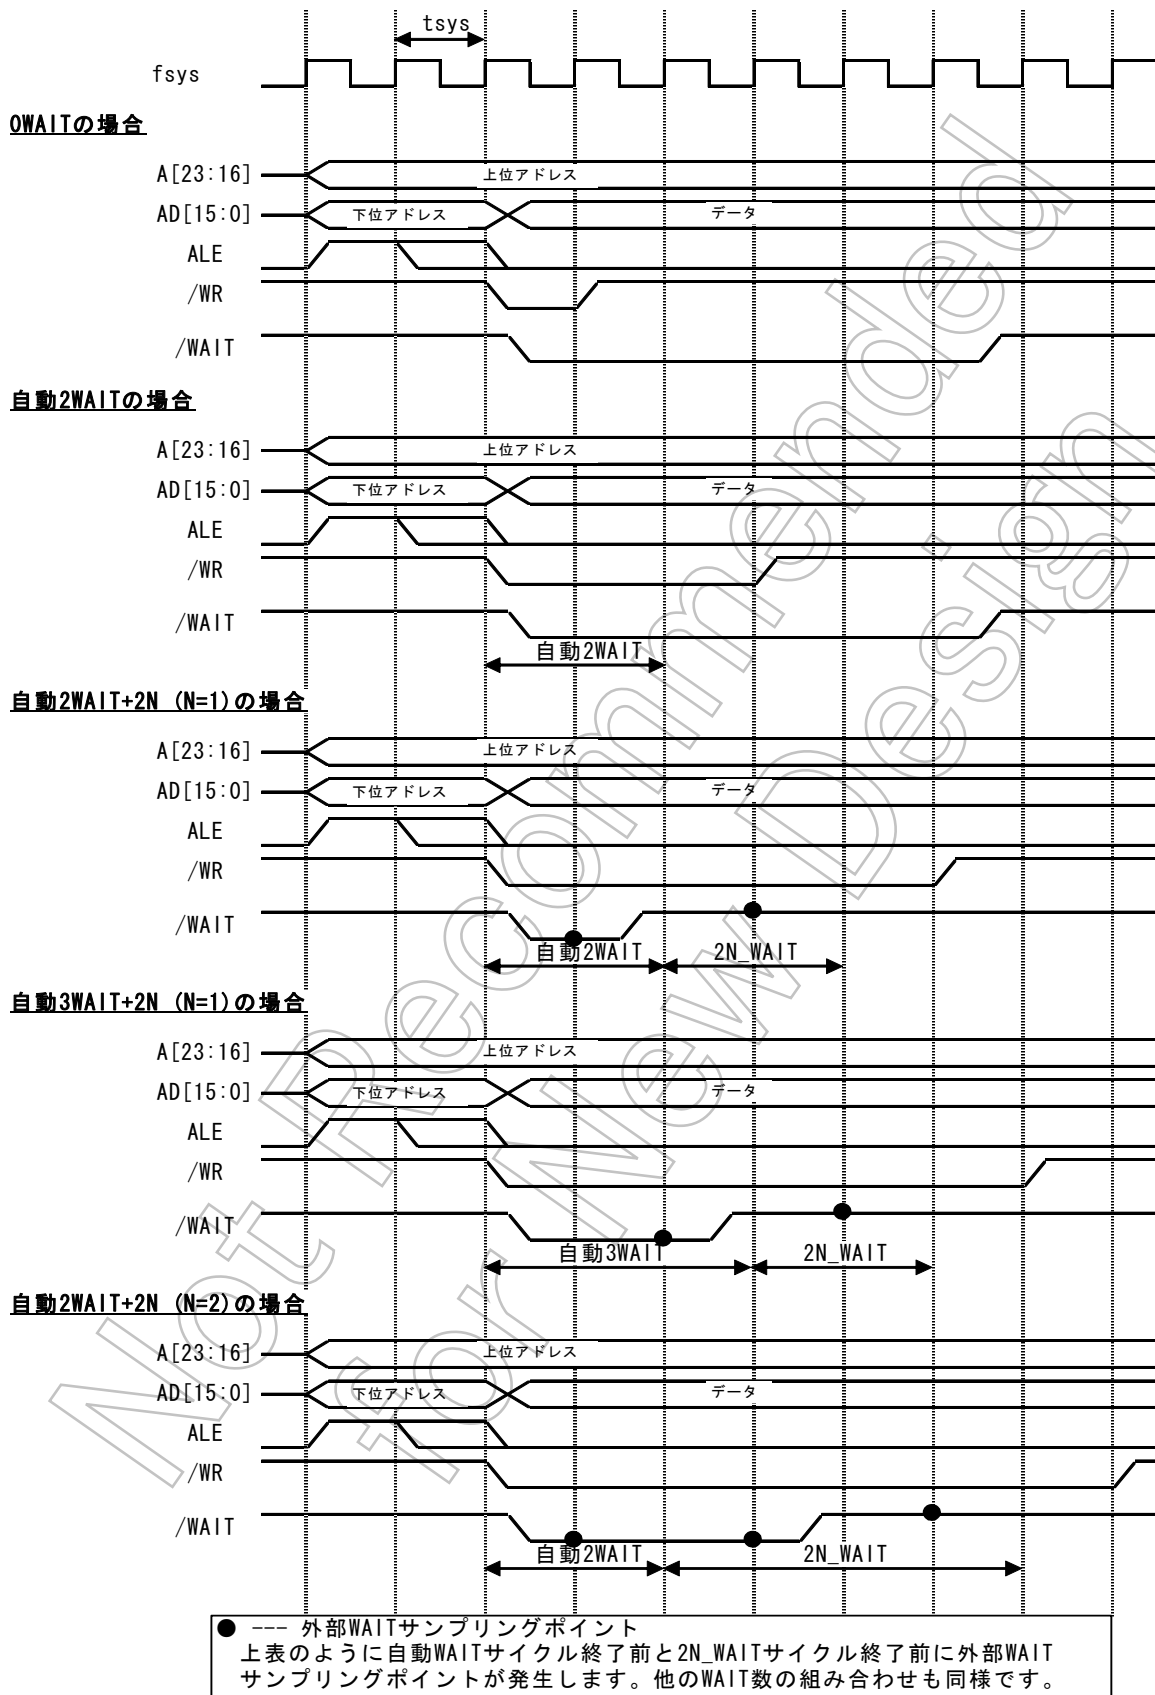 tsys
fsys
0WAITの場合
A[23:16]
上位アドレス
AD[15:0]
下位アドレス
データ
ALE
/WR
/WAIT
自動2WAITの場合
A[23:16]
上位アドレス
AD[15:0]
下位アドレス
データ
ALE
/WR
/WAIT
自動2WAIT
自動2WAIT+2N (N=1)の場合
A[23:16]
上位アドレス
AD[15:0]
下位アドレス
データ
ALE
/WR
/WAIT
自動2WAIT
2N_WAIT
自動3WAIT+2N (N=1)の場合
A[23:16]
上位アドレス
AD[15:0]
下位アドレス
データ
ALE
/WR
/WAIT
自動3WAIT
2N_WAIT
自動2WAIT+2N (N=2)の場合
A[23:16]
上位アドレス
AD[15:0]
下位アドレス
データ
ALE
/WR
/WAIT
自動2WAIT
2N_WAIT
● --- 外部WAITサンプリングポイント
上表のように自動WAITサイクル終了前と2N_WAITサイクル終了前に外部WAIT
サンプリングポイントが発生します。他のWAIT数の組み合わせも同様です。
Not Recommended
for New Design